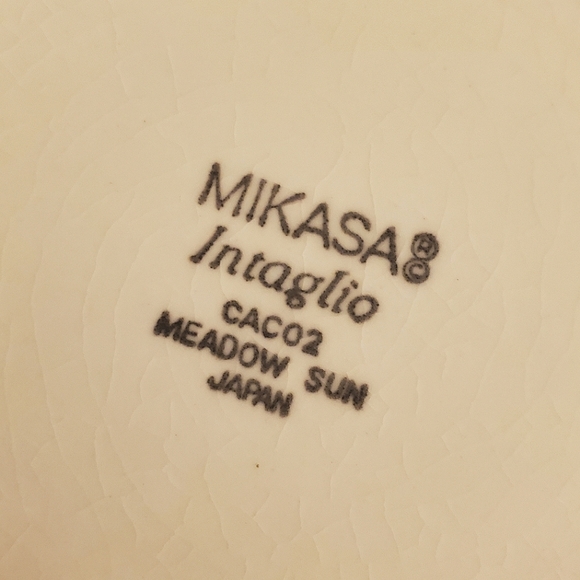 MIKASA®©
Intaglio
CAC02
MEADOW SUN
JAPAN